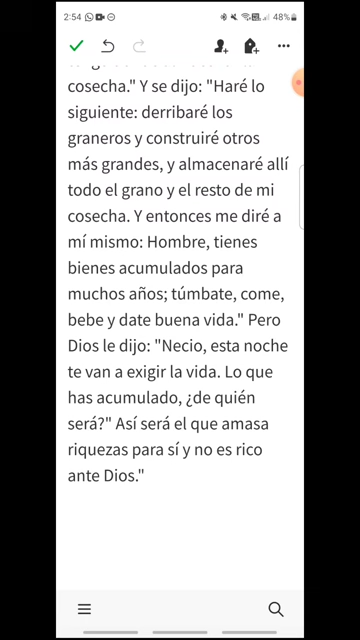 2:54
48%
cosecha." Y se dijo: "Haré lo
siguiente: derribaré los
graneros y construiré otros
más grandes, y almacenaré allí
todo el grano y el resto de mi
cosecha. Y entonces me diré a
mí mismo: Hombre, tienes
bienes acumulados para
muchos años; túmbate, come,
bebe y date buena vida." Pero
Dios le dijo: "Necio, esta noche
te van a exigir la vida. Lo que
has acumulado, ¿de quién
será?" Así será el que amasa
riquezas para sí y no es rico
ante Dios."